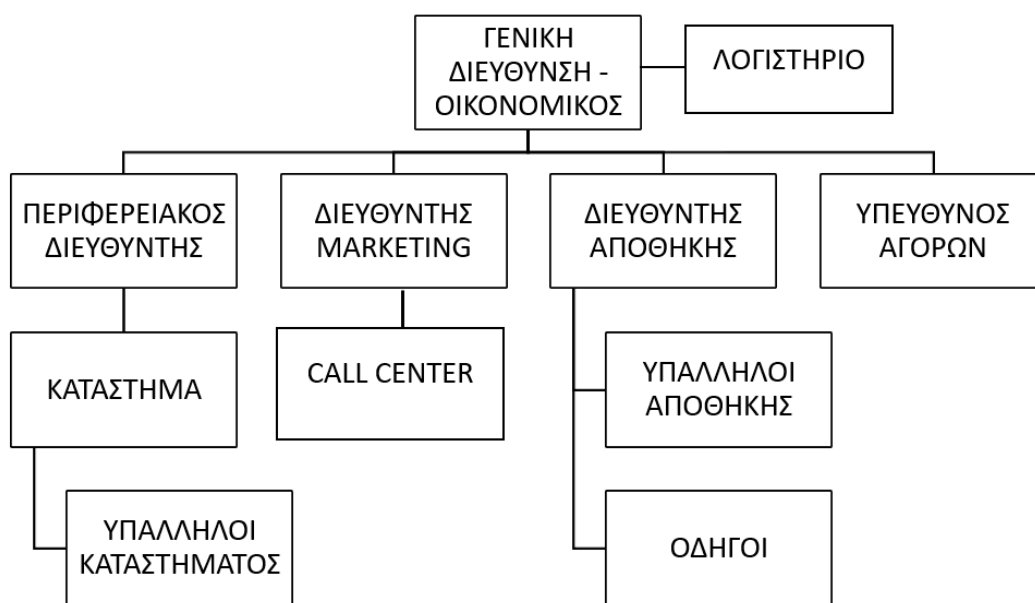 ΓΕΝΙΚΗ
ΔΙΕΥΘΥΝΣΗ -
ΟΙΚΟΝΟΜΙΚΟΣ
ΛΟΓΙΣΤΗΡΙΟ
ΠΕΡΙΦΕΡΕΙΑΚΟΣ
ΔΙΕΥΘΥΝΤΗΣ
ΔΙΕΥΘΥΝΤΗΣ
MARKETING
ΔΙΕΥΘΥΝΤΗΣ
ΑΠΟΘΗΚΗΣ
ΥΠΕΥΘΥΝΟΣ
ΑΓΟΡΩΝ
ΚΑΤΑΣΤΗΜΑ
CALL CENTER
ΥΠΑΛΛΗΛΟΙ
ΑΠΟΘΗΚΗΣ
ΥΠΑΛΛΗΛΟΙ
ΚΑΤΑΣΤΗΜΑΤΟΣ
ΟΔΗΓΟΙ